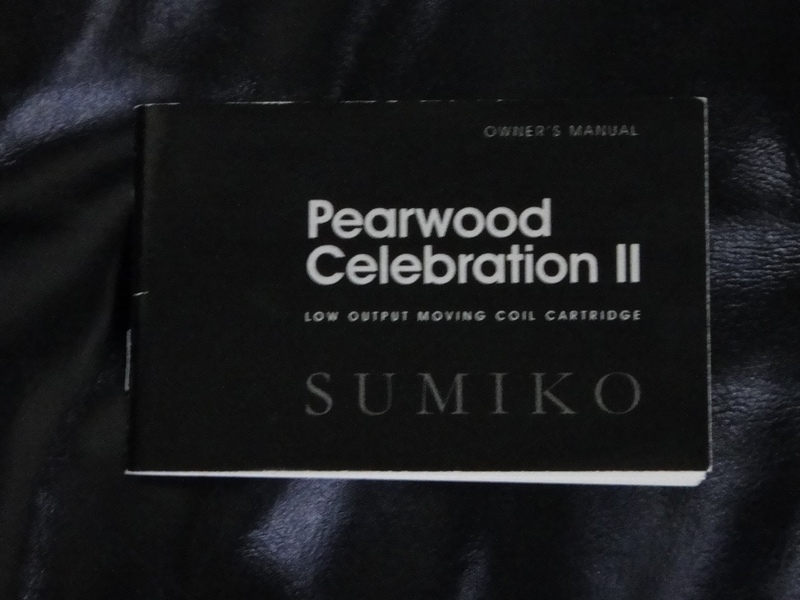 OWNER'S MANUAL
Pearwood
Celebration II
LOW OUTPUT MOVING COIL CARTRIDGE
SUMIKO